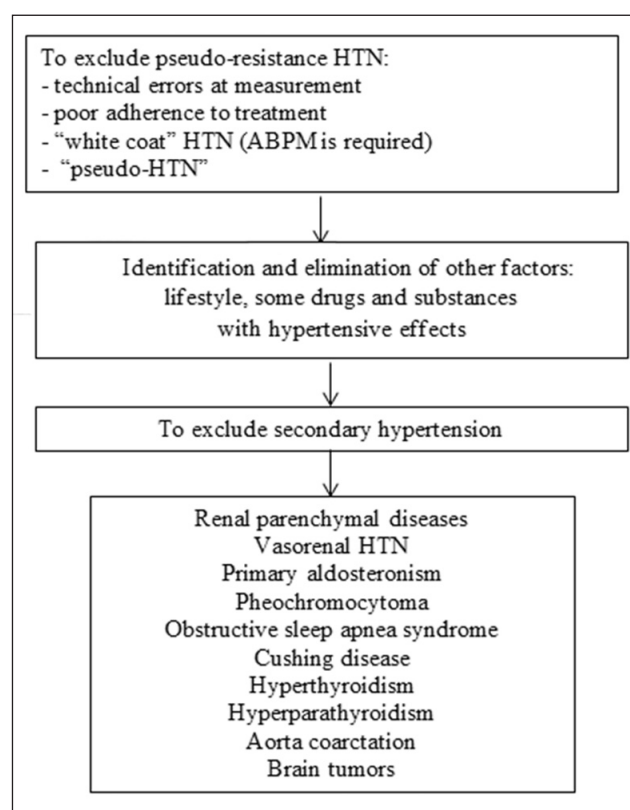 To exclude pseudo-resistance HTN:
- technical errors at measurement
- poor adherence to treatment
- “white coat” HTN (ABPM is required)
- “pseudo-HTN”
Identification and elimination of other factors:
lifestyle, some drugs and substances
with hypertensive effects
To exclude secondary hypertension
Renal parenchymal diseases
Vasorenal HTN
Primary aldosteronism
Pheochromocytoma
Obstructive sleep apnea syndrome
Cushing disease
Hyperthyroidism
Hyperparathyroidism
Aorta coarctation
Brain tumors